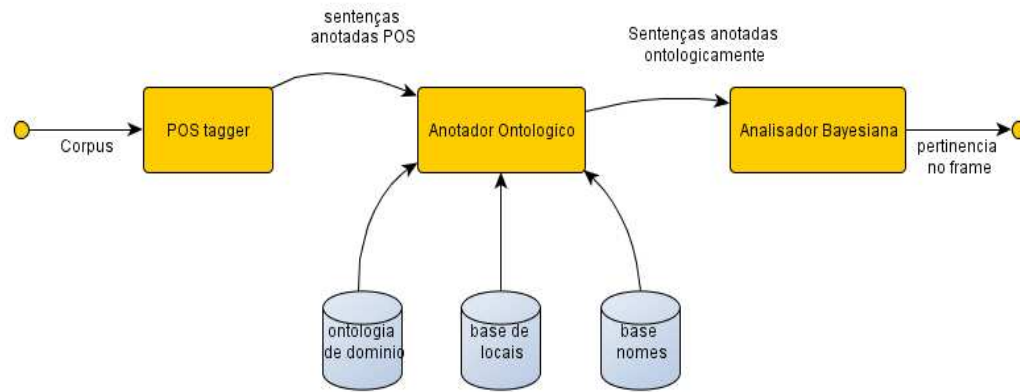 sentenças
anotadas POS
Sentenças anotadas
ontologicamente
POS tagger
Anotador Ontologico
Analisador Bayesiana
Corpus
pertinencia
no frame
ontologia
de dominio
base de
locais
base
nomes